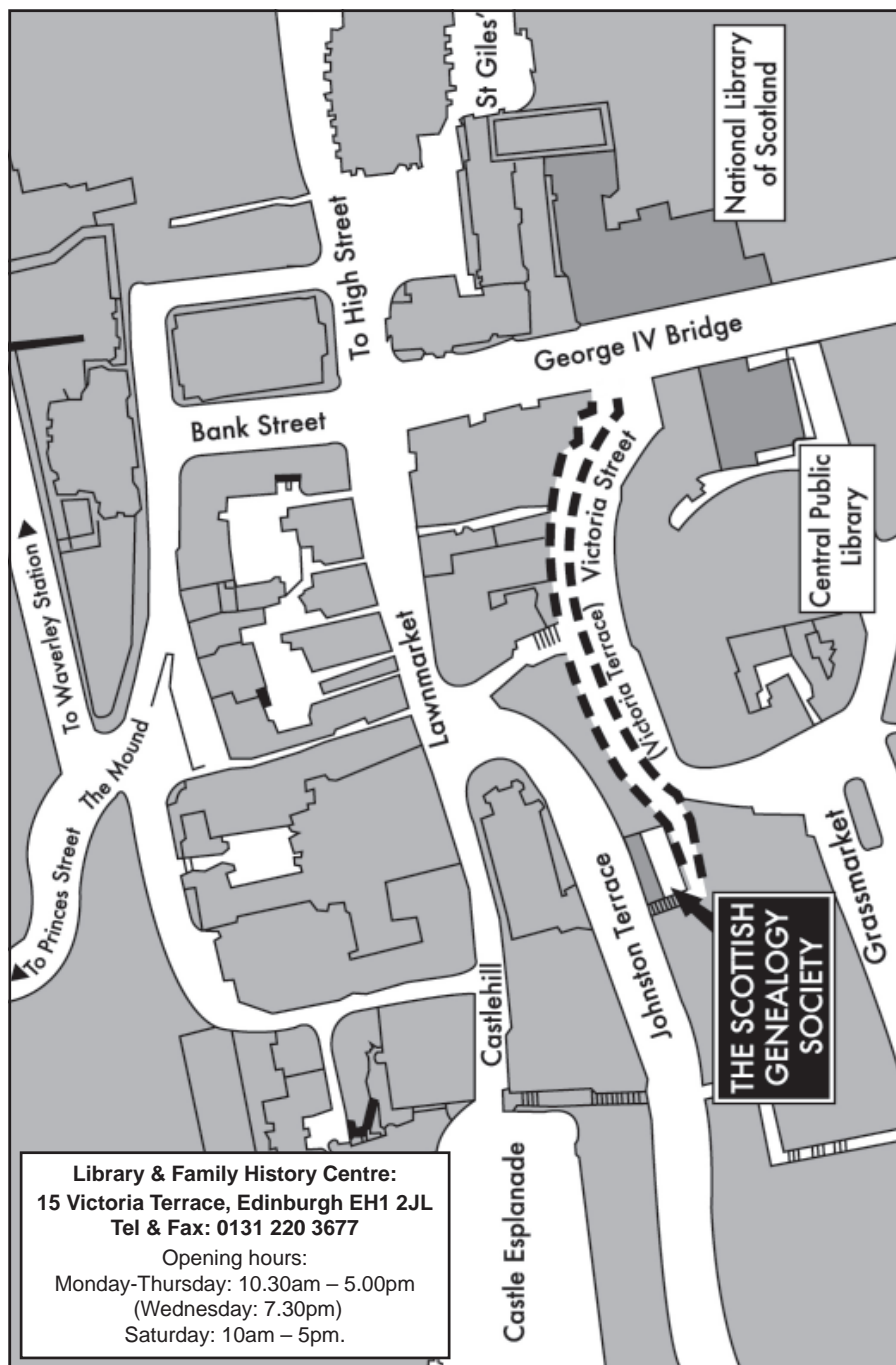 St Giles'
National Library
of Scotland
To High Street
George IV Bridge
Bank Street
Victoria Street
(Victoria Terrace)
Central Public
Library
To Waverley Station
Lawnmarket
The Mound
To Princes Street
Johnston Terrace
Grassmarket
Castlehill
THE SCOTTISH
GENEALOGY
SOCIETY
Castle Esplanade
Library & Family History Centre:
15 Victoria Terrace, Edinburgh EH1 2JL
Tel & Fax: 0131 220 3677
Opening hours:
Monday-Thursday: 10.30am – 5.00pm
(Wednesday: 7.30pm)
Saturday: 10am – 5pm.